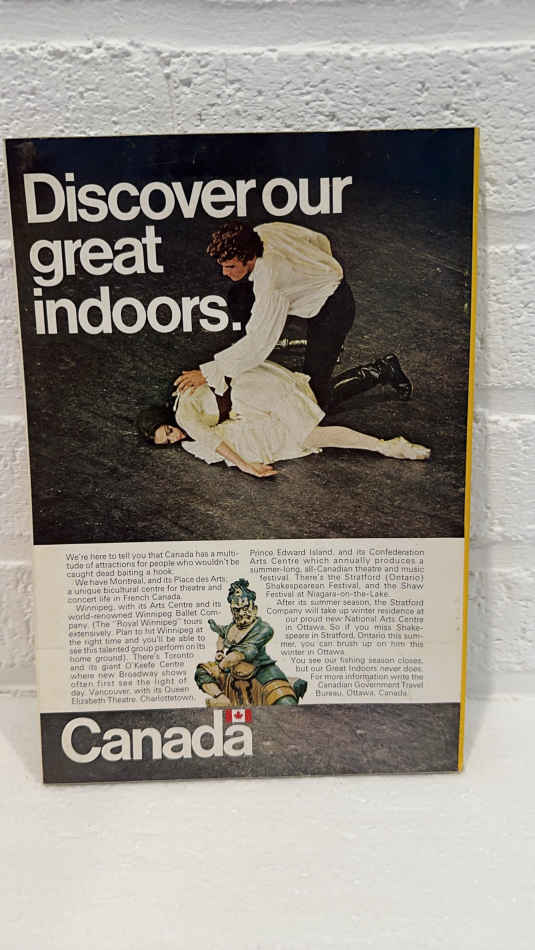 Discover our
great
indoors.
We're here to tell you that Canada has a multi-
tude of attractions for people who wouldn't be
caught dead baiting a hook.
We have Montreal, and its Place des Arts,
a unique bicultural centre for theatre and
concert life in French Canada.
Winnipeg, with its Arts Centre and its
world-renowned Winnipeg Ballet Com-
pany. (The "Royal Winnipeg" tours
extensively. Plan to hit Winnipeg at
the right time and you'll be able to
see this talented group perform on its
home ground). There's Toronto
and its giant O'Keefe Centre
where new Broadway shows
often first see the light of
day. Vancouver, with its Queen
Elizabeth Theatre. Charlottetown,
Prince Edward Island, and its Confederation
Arts Centre which annually produces a
summer-long, all-Canadian theatre and music
festival. There's the Stratford (Ontario)
Shakespearean Festival, and the Shaw
Festival at Niagara-on-the-Lake.
After its summer season, the Stratford
Company will take up winter residence at
our proud new National Arts Centre
in Ottawa. So if you miss Shake-
speare in Stratford, Ontario this sum-
mer, you can brush up on him this
winter in Ottawa.
You see our fishing season closes,
but our Great Indoors never does.
For more information write the
Canadian Government Travel
Bureau, Ottawa, Canada.
Canada